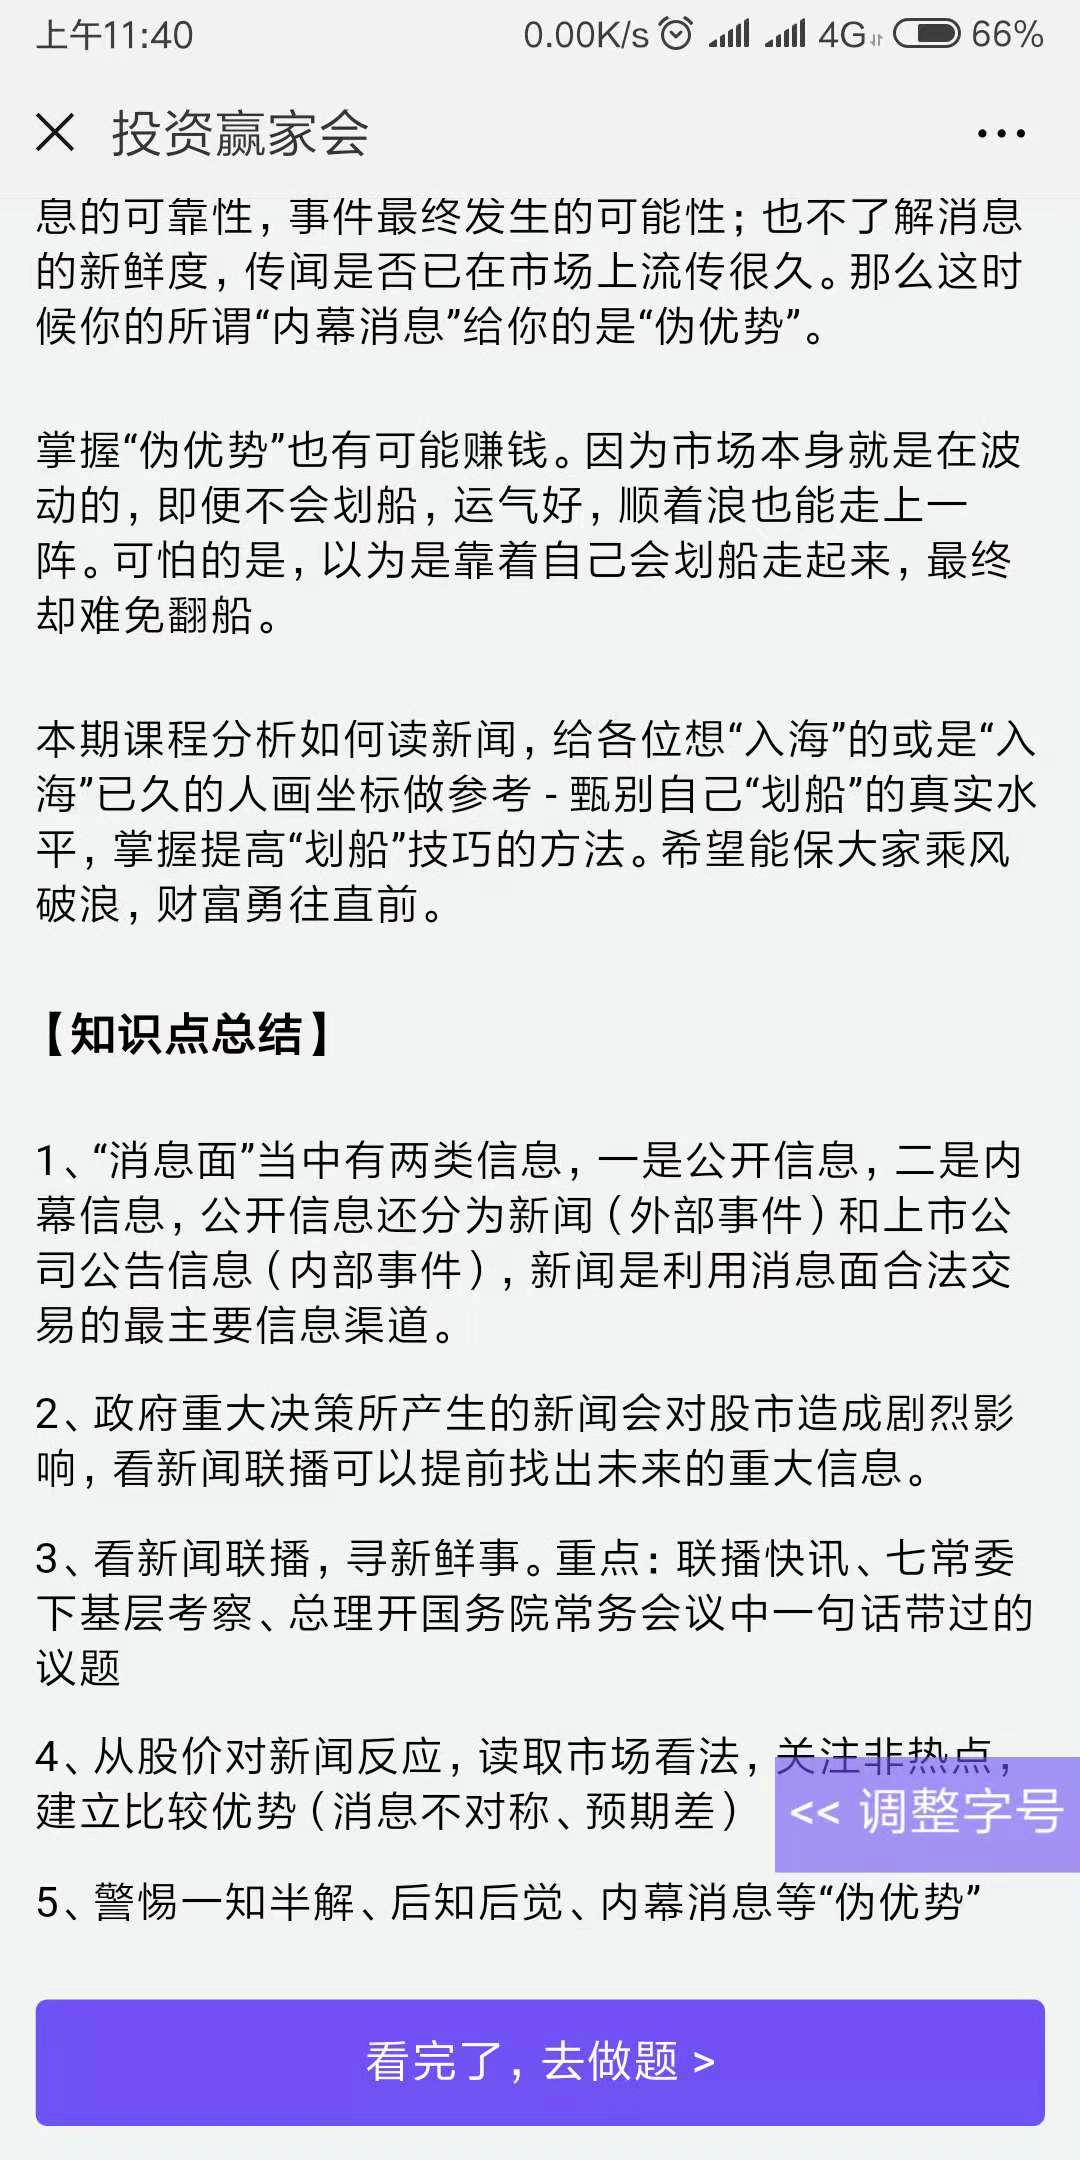 上午11:40
0.00K/s 4G 66%
投资赢家会
息的可靠性，事件最终发生的可能性；也不了解消息
的新鲜度，传闻是否已在市场上流传很久。那么这时
候你的所谓“内幕消息”给你的是“伪优势”。
掌握“伪优势”也有可能赚钱。因为市场本身就是在波
动的，即便不会划船，运气好，顺着浪也能走上一
阵。可怕的是，以为是靠着自己会划船走起来，最终
却难免翻船。
本期课程分析如何读新闻，给各位想“入海”的或是“入
海”已久的人画坐标做参考 - 甄别自己“划船”的真实水
平，掌握提高“划船”技巧的方法。希望能保大家乘风
破浪，财富勇往直前。
【知识点总结】
1、“消息面”当中有两类信息，一是公开信息，二是内
幕信息，公开信息还分为新闻（外部事件）和上市公
司公告信息（内部事件），新闻是利用消息面合法交
易的最主要信息渠道。
2、政府重大决策所产生的新闻会对股市造成剧烈影
响，看新闻联播可以提前找出未来的重大信息。
3、看新闻联播，寻新鲜事。重点：联播快讯、七常委
下基层考察、总理开国务院常务会议中一句话带过的
议题
4、从股价对新闻反应，读取市场看法，关注非热点，
建立比较优势（消息不对称、预期差）
<< 调整字号
5、警惕一知半解、后知后觉、内幕消息等“伪优势”
看完了，去做题 >